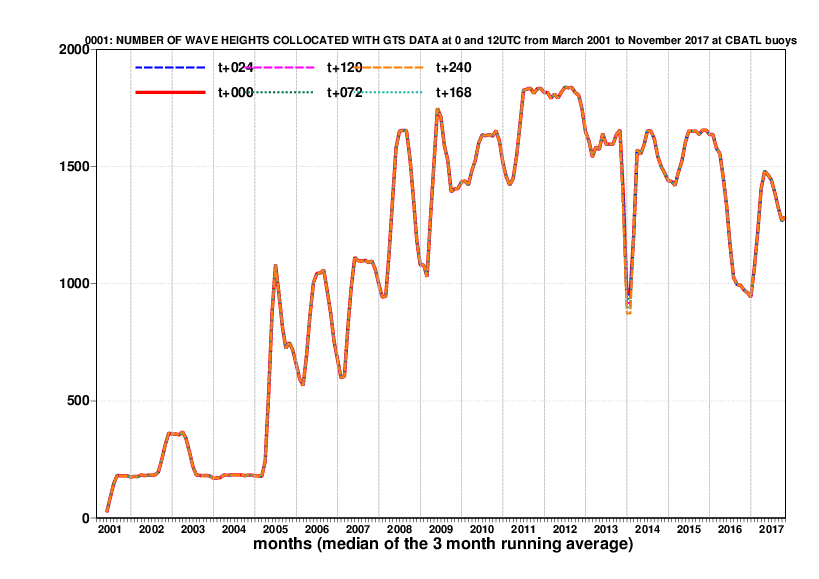 0001: NUMBER OF WAVE HEIGHTS COLLOCATED WITH GTS DATA at 0 and 12UTC from March 2001 to November 2017 at CBATL buoys
t+024 t+120 t+240
t+000 t+072 t+168
2000
1500
1000
500
0
2001 2002 2003 2004 2005 2006 2007 2008 2009 2010 2011 2012 2013 2014 2015 2016 2017
months (median of the 3 month running average)